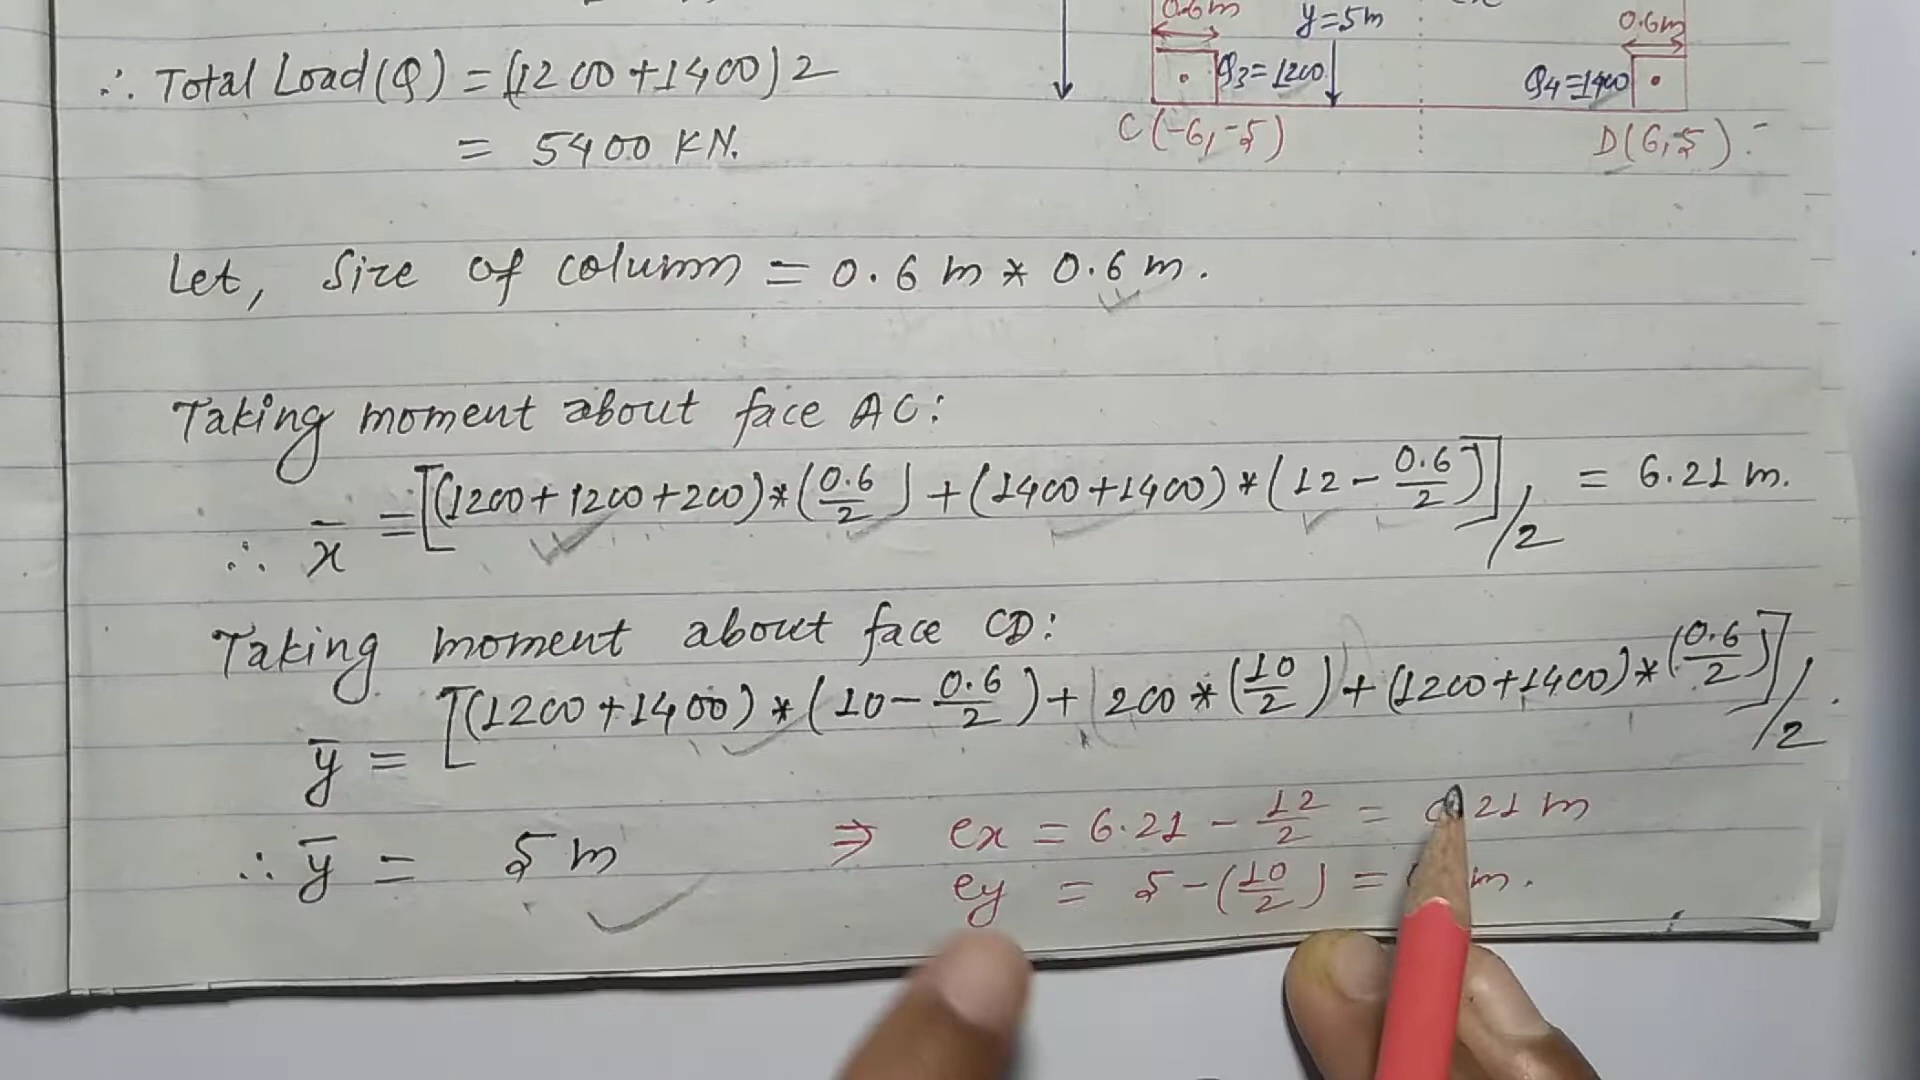 0.6m y=5m 0.6m
∴ Total Load(Q) = (1200+1400)2
Q3=1200 Q4=1400
= 5400 KN.
C(-6,-5) D(6,5)
Let, Size of column = 0.6 m * 0.6 m.
Taking moment about face AC:
∴ x̄ = [(1200+1200+200)*(0.6/2)+(1400+1400)*(12-0.6/2)]/2 = 6.21 m.
Taking moment about face CD:
ȳ = [(1200+1400)*(10-0.6/2)+200*(10/2)+(1200+1400)*(0.6/2)]/2.
∴ ȳ = 5 m
⇒ ex = 6.21 - 12/2 = 21 m
ey = 5-(10/2) = m.